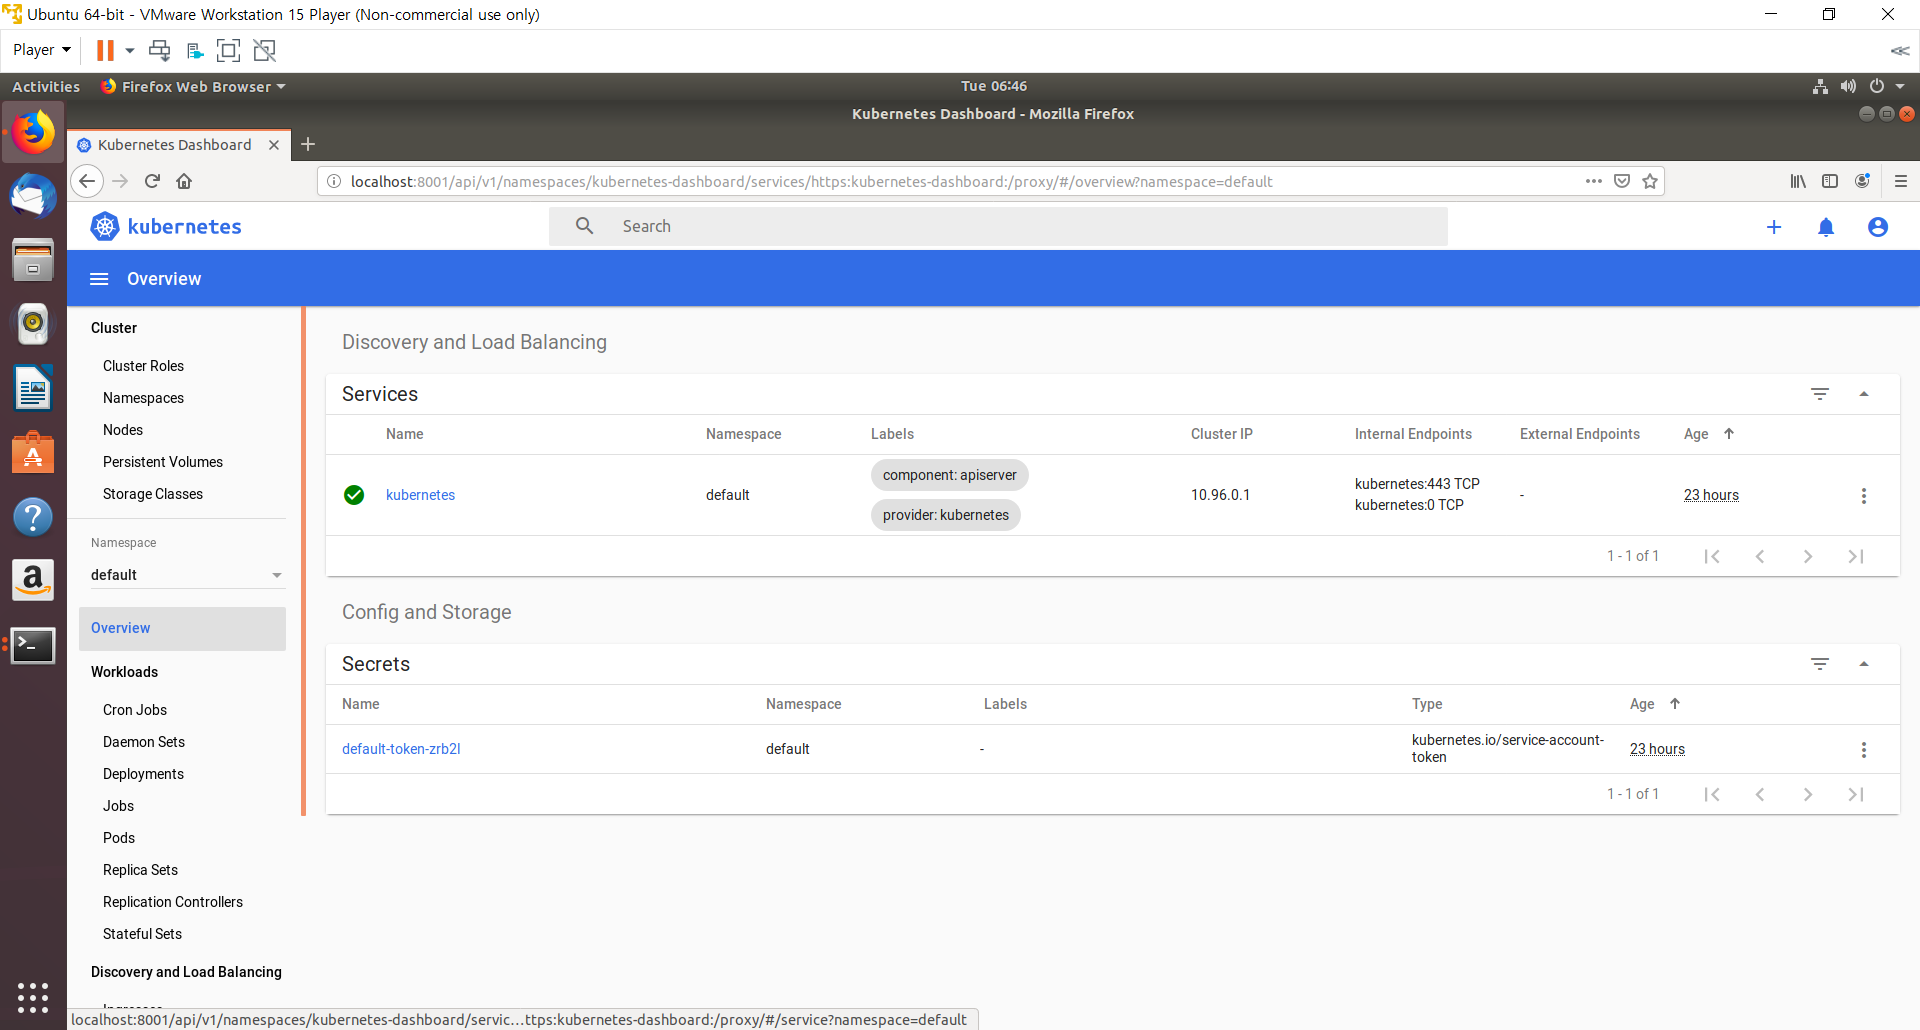 Ubuntu 64-bit - VMware Workstation 15 Player (Non-commercial use only)
Player
Activities
Firefox Web Browser
Tue 06:46
Kubernetes Dashboard - Mozilla Firefox
Kubernetes Dashboard
localhost:8001/api/v1/namespaces/kubernetes-dashboard/services/https:kubernetes-dashboard:/proxy/#/overview?namespace=default
kubernetes
Search
Overview
Cluster
Cluster Roles
Namespaces
Nodes
Persistent Volumes
Storage Classes
Namespace
default
Overview
Workloads
Cron Jobs
Daemon Sets
Deployments
Jobs
Pods
Replica Sets
Replication Controllers
Stateful Sets
Discovery and Load Balancing
Discovery and Load Balancing
Services
Name Namespace Labels Cluster IP Internal Endpoints External Endpoints Age
component: apiserver
kubernetes default 10.96.0.1 kubernetes:443 TCP - 23 hours
kubernetes:0 TCP
provider: kubernetes
1 - 1 of 1
Config and Storage
Secrets
Name Namespace Labels Type Age
default-token-zrb2l default - kubernetes.io/service-account- 23 hours
token
1 - 1 of 1
localhost:8001/api/v1/namespaces/kubernetes-dashboard/servic…ttps:kubernetes-dashboard:/proxy/#/service?namespace=default